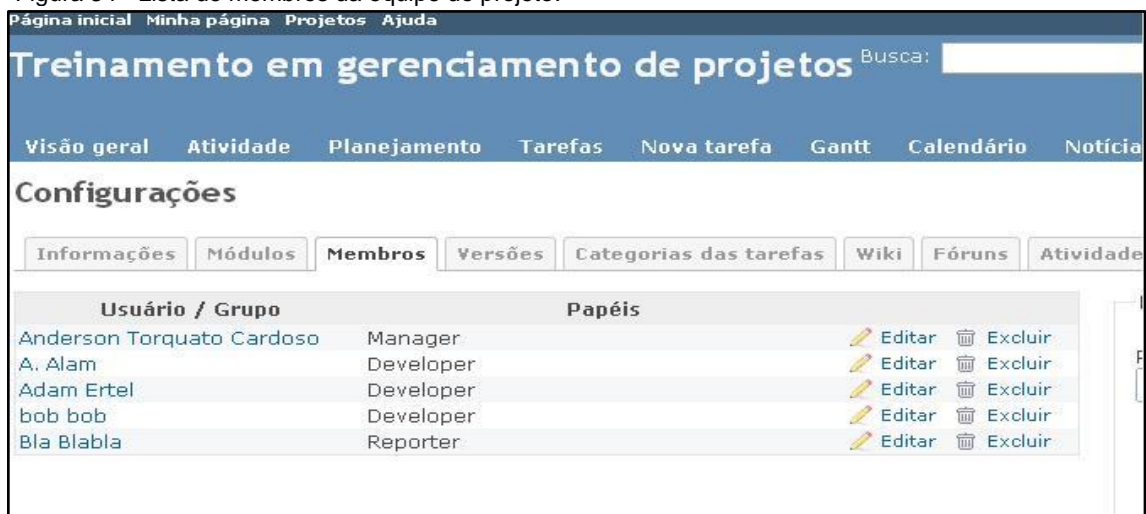 Página inicial Minha página Projetos Ajuda
Treinamento em gerenciamento de projetos Busca:
Visão geral Atividade Planejamento Tarefas Nova tarefa Gantt Calendário Notícia
Configurações
Informações Módulos Membros Versões Categorias das tarefas Wiki Fóruns Atividade
Usuário / Grupo Papéis
Anderson Torquato Cardoso Manager Editar Excluir
A. Alam Developer Editar Excluir
Adam Ertel Developer Editar Excluir
bob bob Developer Editar Excluir
Bla Blabla Reporter Editar Excluir